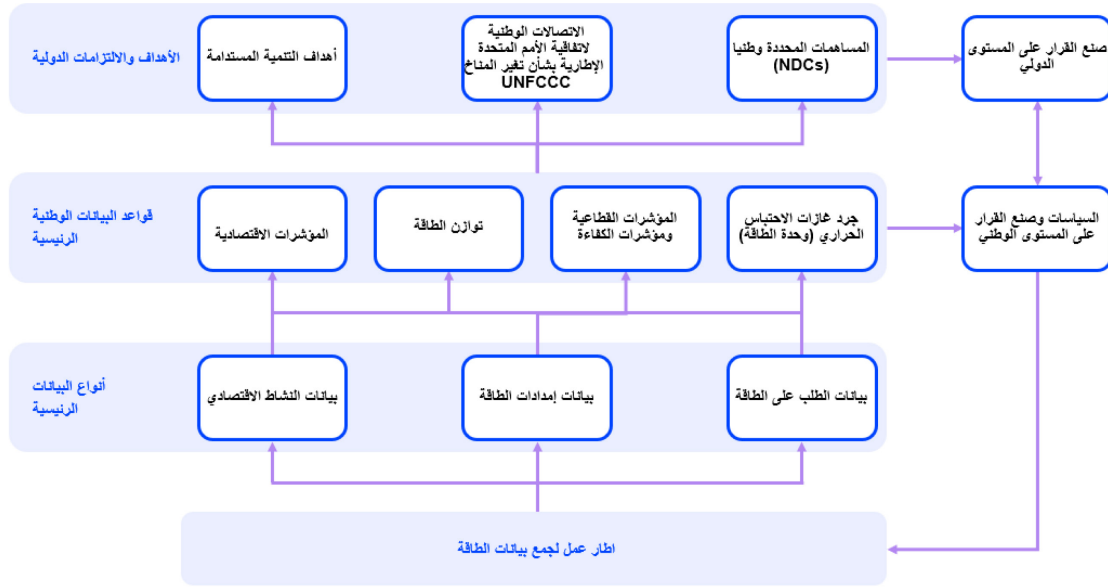 صنع القرار على المستوى
الدولي
المساهمات المحددة وطنيا
(NDCs)
الاتصالات الوطنية
لاتفاقية الأمم المتحدة
الإطارية بشأن تغير المناخ
UNFCCC
أهداف التنمية المستدامة
الأهداف والالتزامات الدولية
السياسات وصنع القرار
على المستوى الوطني
جرد غازات الاحتباس
الحراري (وحدة الطاقة)
المؤشرات القطاعية
ومؤشرات الكفاءة
توازن الطاقة
المؤشرات الاقتصادية
قواعد البيانات الوطنية
الرئيسية
بيانات الطلب على الطاقة
بيانات إمدادات الطاقة
بيانات النشاط الاقتصادي
أنواع البيانات
الرئيسية
اطار عمل لجمع بيانات الطاقة